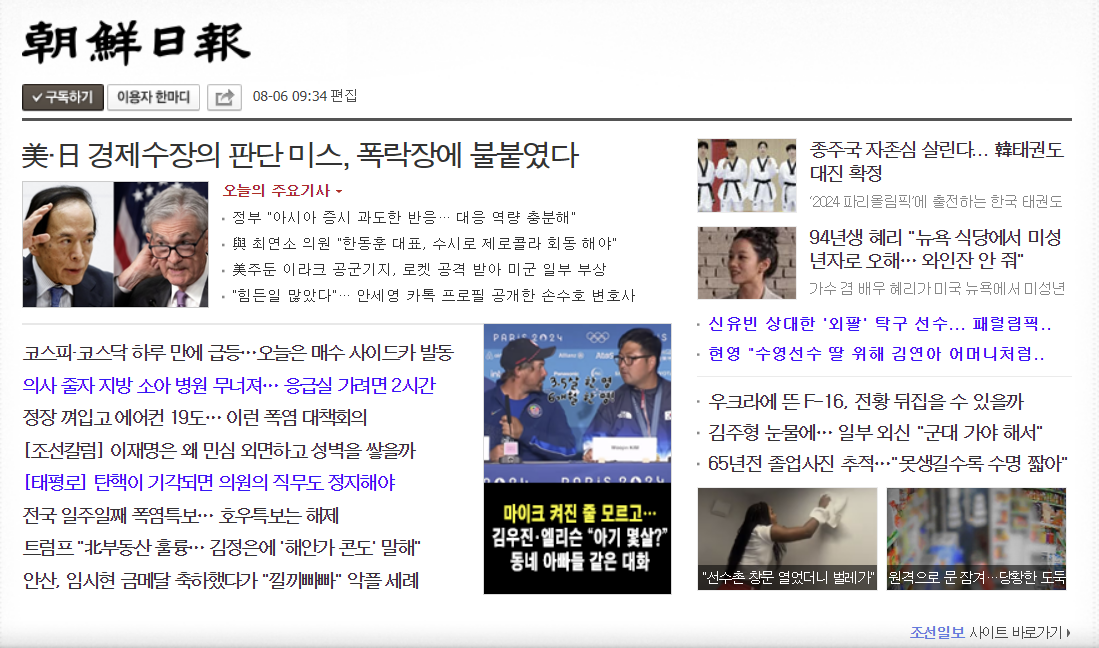 朝鮮日報
구독하기 이용자 한마디 08-06 09:34 편집
美·日 경제수장의 판단 미스, 폭락장에 불붙였다
오늘의 주요기사
정부 "아시아 증시 과도한 반응… 대응 역량 충분해"
與 최연소 의원 "한동훈 대표, 수시로 제로콜라 회동 해야"
美주둔 이라크 공군기지, 로켓 공격 받아 미군 일부 부상
"힘든일 많았다"… 안세영 카톡 프로필 공개한 손수호 변호사
코스피·코스닥 하루 만에 급등…오늘은 매수 사이드카 발동
의사 줄자 지방 소아 병원 무너져… 응급실 가려면 2시간
정장 껴입고 에어컨 19도… 이런 폭염 대책회의
[조선칼럼] 이재명은 왜 민심 외면하고 성벽을 쌓을까
[태평로] 탄핵이 기각되면 의원의 직무도 정지해야
전국 일주일째 폭염특보… 호우특보는 해제
트럼프 "北부동산 훌륭… 김정은에 '해안가 콘도' 말해"
안산, 임시현 금메달 축하했다가 "낄끼빠빠" 악플 세례
PARIS 2024
Allianz
Atos
Panasonic
3.5살 한 명
6개월 한 명
Woojin KIM
PARIS 2024
마이크 켜진 줄 모르고…
김우진·엘리슨 "아기 몇살?"
동네 아빠들 같은 대화
종주국 자존심 살린다... 韓태권도
대진 확정
'2024 파리올림픽'에 출전하는 한국 태권도
94년생 혜리 "뉴욕 식당에서 미성
년자로 오해… 와인잔 안 줘"
가수 겸 배우 혜리가 미국 뉴욕에서 미성년
신유빈 상대한 '외팔' 탁구 선수... 패럴림픽..
현영 "수영선수 딸 위해 김연아 어머니처럼..
우크라에 뜬 F-16, 전황 뒤집을 수 있을까
김주형 눈물에… 일부 외신 "군대 가야 해서"
65년전 졸업사진 추적…"못생길수록 수명 짧아"
"선수촌 창문 열었더니 벌레가"
원격으로 문 잠겨…당황한 도둑
조선일보 사이트 바로가기